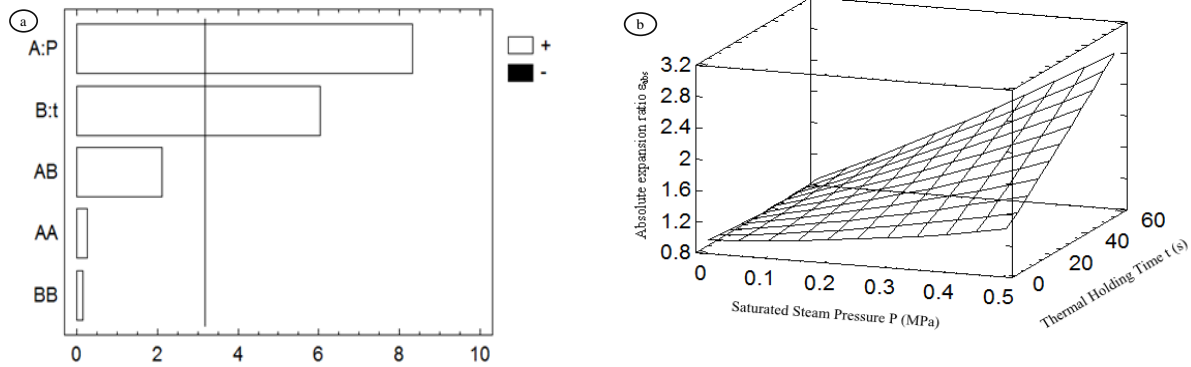 a
A:P
B:t
AB
AA
BB
0 2 4 6 8 10
+
-
b
Absolute expansion ratio εabs
3.2
2.8
2.4
2
1.6
1.2
0.8
0 0.1 0.2 0.3 0.4 0.5
Saturated Steam Pressure P (MPa)
0 20 40 60
Thermal Holding Time t (s)